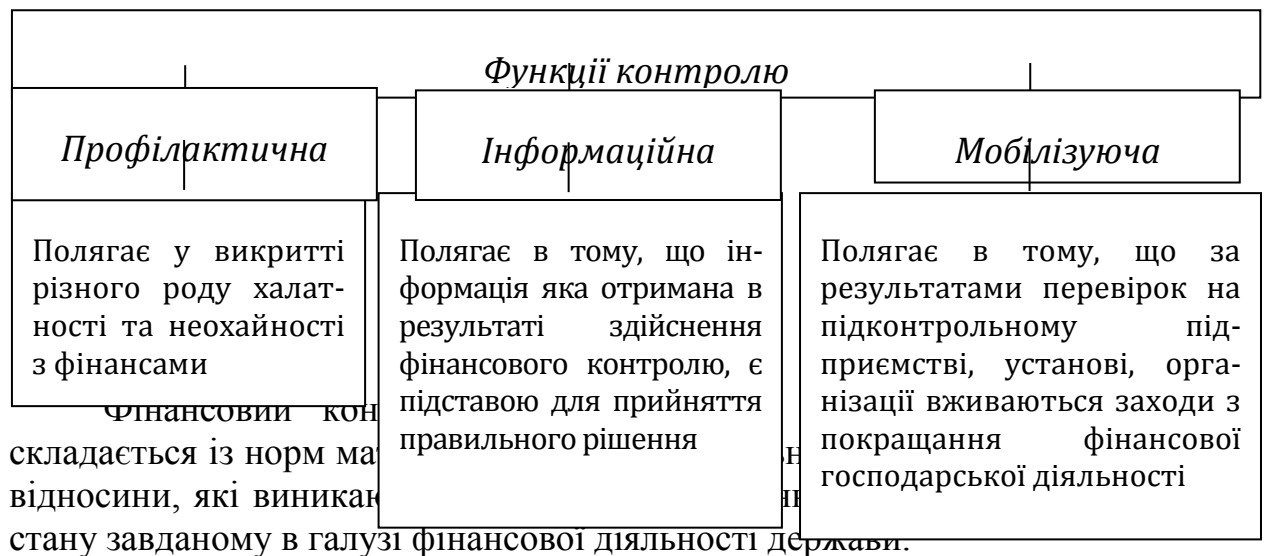 Функції контролю
Профілактична
Інформаційна
Мобілізуюча
Полягає у викритті
різного роду халат-
ності та неохайності
з фінансами
Полягає в тому, що ін-
формація яка отримана в
результаті здійснення
фінансового контролю, є
підставою для прийняття
правильного рішення
Полягає в тому, що за
результатами перевірок на
підконтрольному під-
приємстві, установі, орга-
нізації вживаються заходи з
покращання фінансової
господарської діяльності
Фінансовий
складається із норм
відносини, які
стану завданому в галузі фінансової діяльності держави.